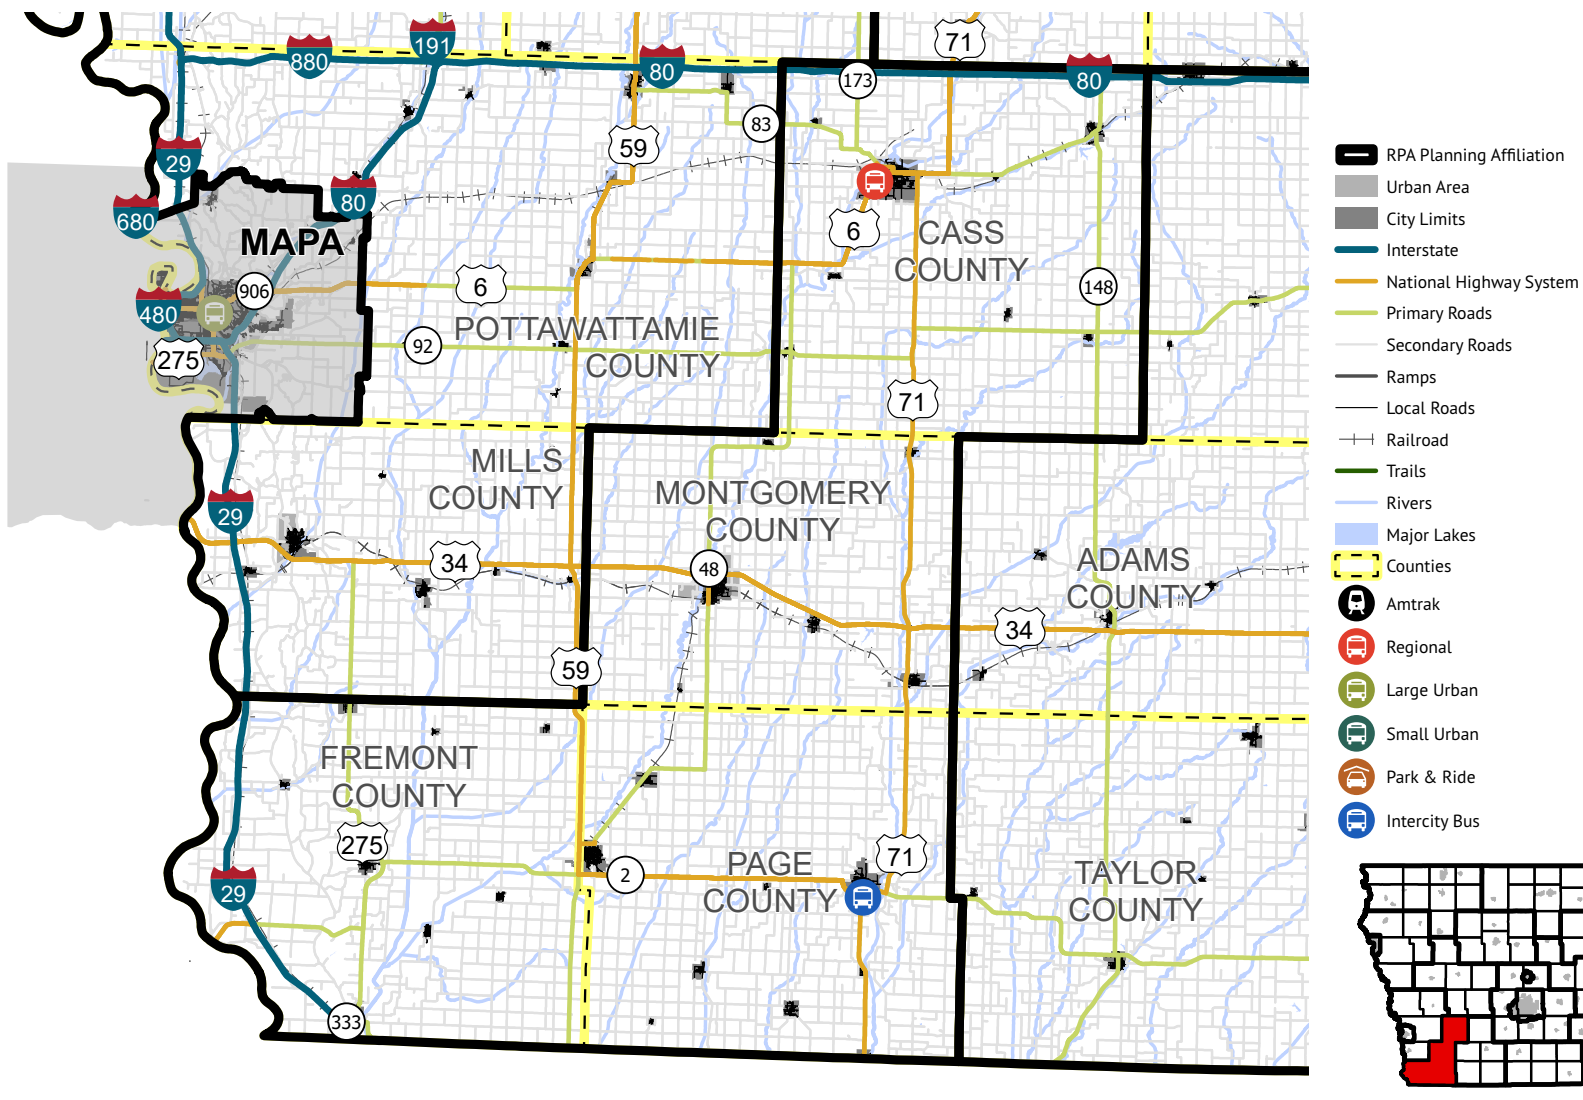 191
71
880
80
80
173
83
59
29
80
680
MAPA
6
CASS
COUNTY
906
6
148
480
POTTAWATTAMIE
COUNTY
92
275
71
MILLS
COUNTY
MONTGOMERY
COUNTY
29
34
48
ADAMS
COUNTY
34
59
FREMONT
COUNTY
275
71
PAGE
COUNTY
2
TAYLOR
COUNTY
29
333
RPA Planning Affiliation
Urban Area
City Limits
Interstate
National Highway System
Primary Roads
Secondary Roads
Ramps
Local Roads
Railroad
Trails
Rivers
Major Lakes
Counties
Amtrak
Regional
Large Urban
Small Urban
Park & Ride
Intercity Bus